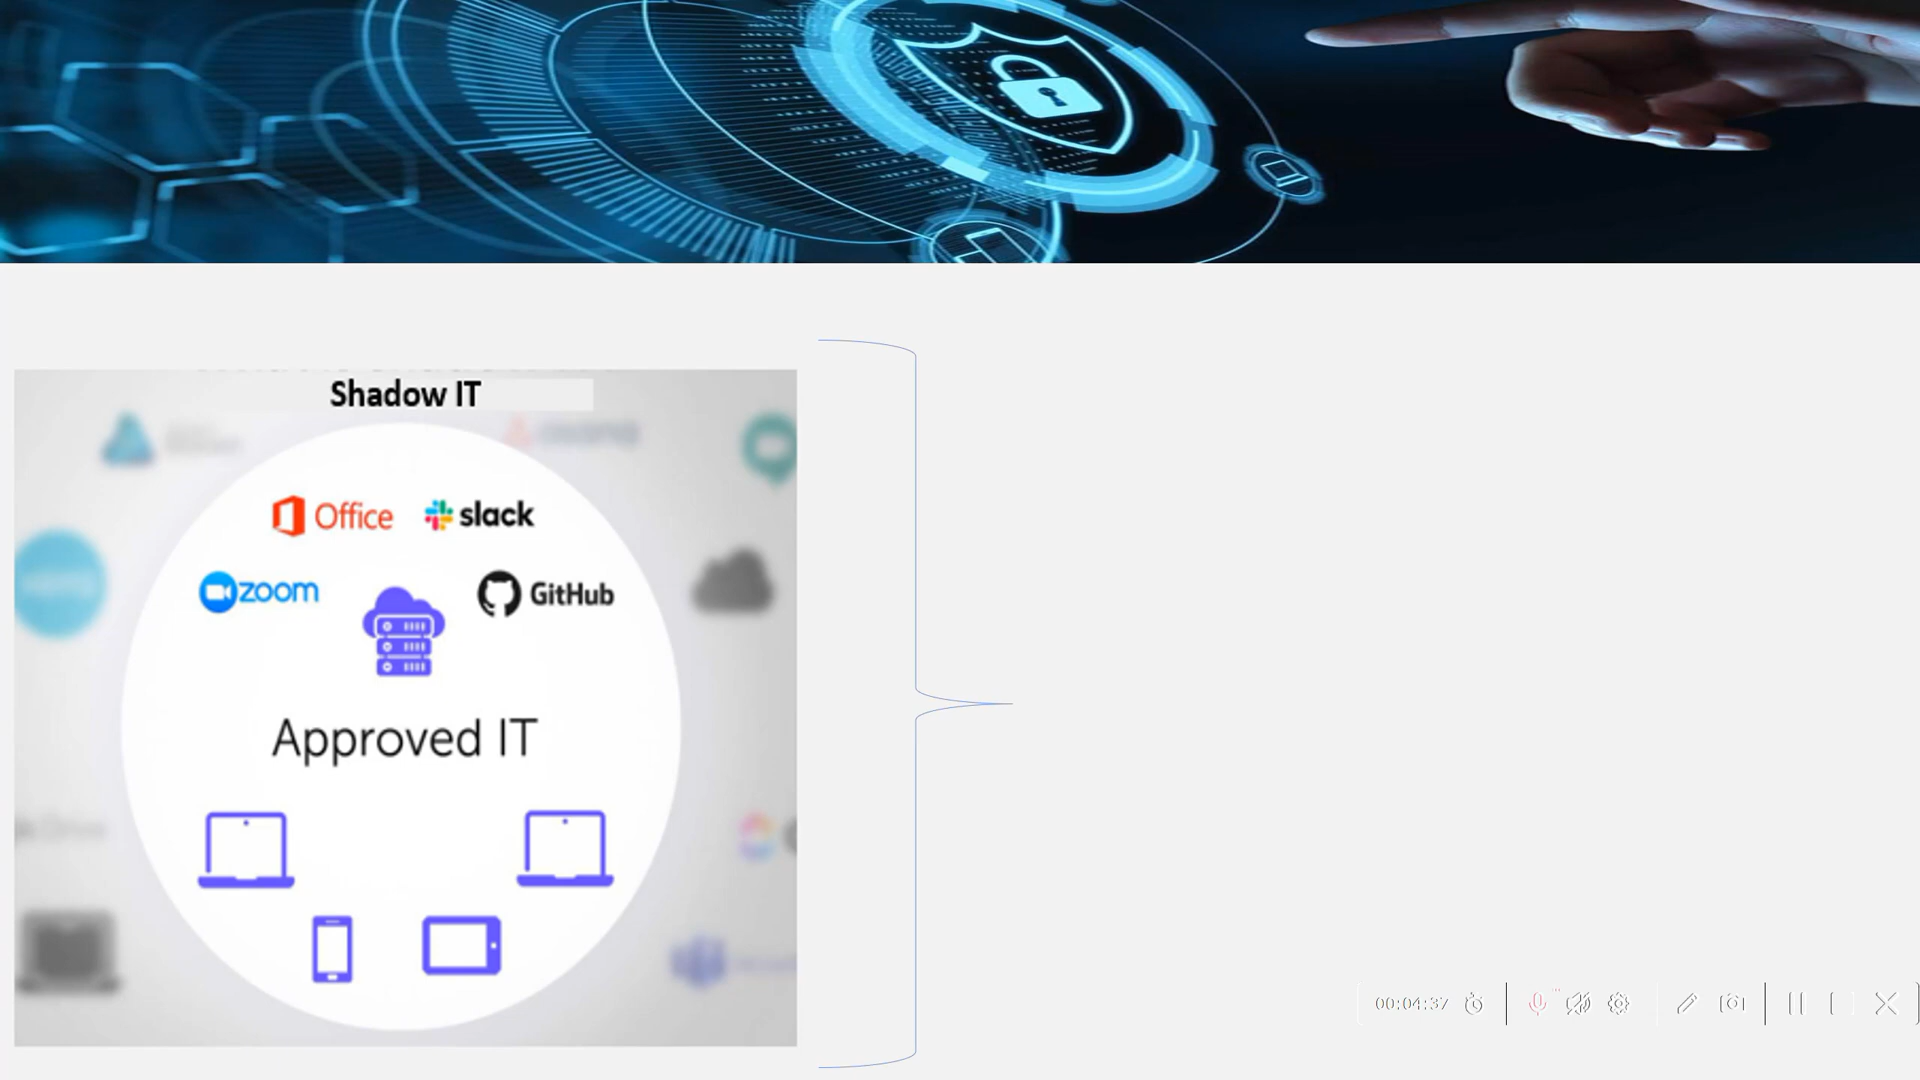 Shadow IT
Office slack
zoom GitHub
Approved IT
00:04:37